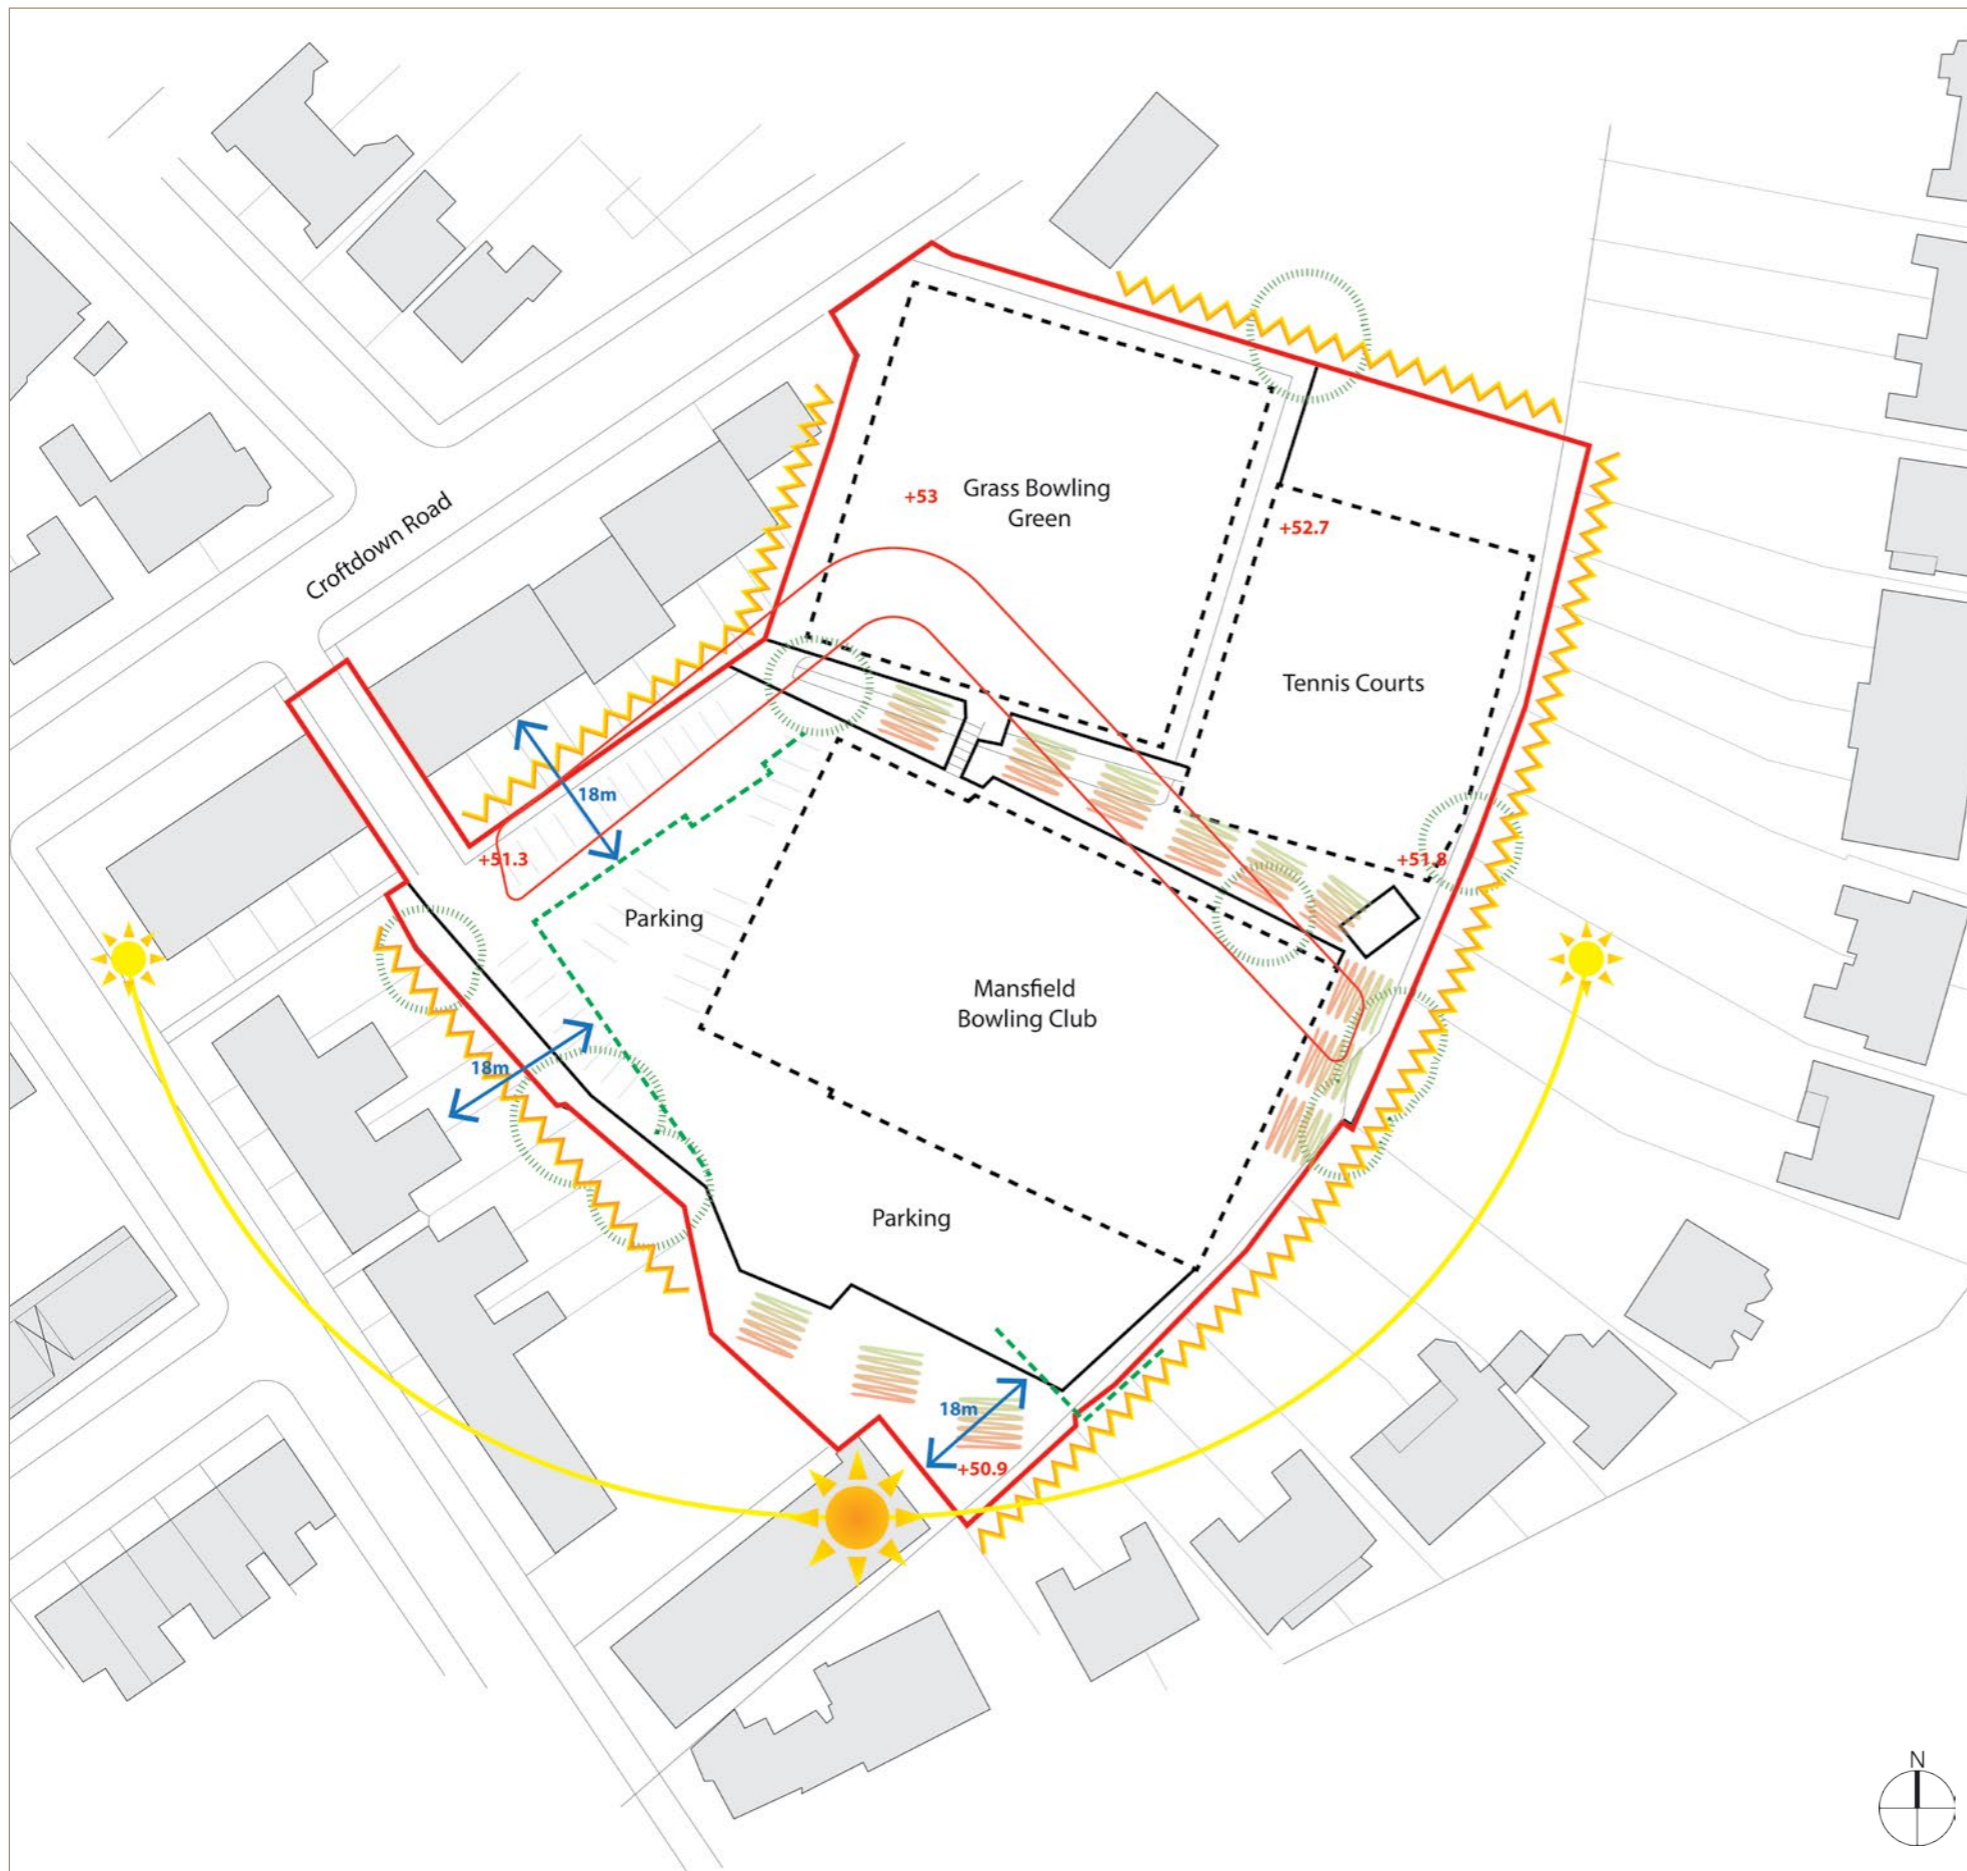 Croftdown Road
+53
Grass Bowling
Green
+52.7
Tennis Courts
18m
+51.3
+51.8
Parking
Mansfield
Bowling Club
18m
Parking
18m
+50.9
N